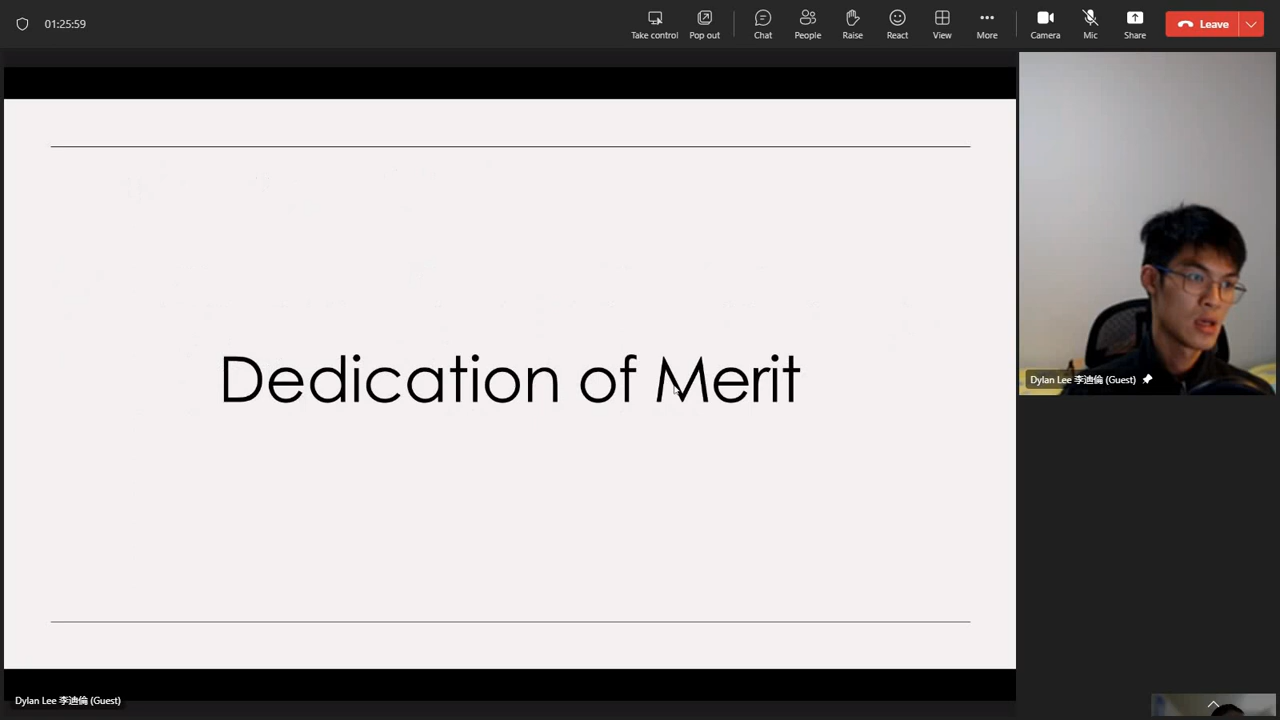 01:25:59
Take control
Pop out
Chat
People
Raise
React
View
More
Camera
Mic
Share
Leave
Dedication of Merit
Dylan Lee 李迪倫 (Guest)
Dylan Lee 李迪倫 (Guest)